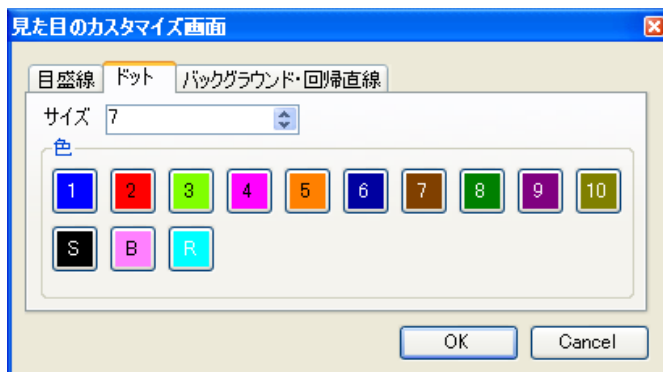 見た目のカスタマイズ画面
目盛線 ドット バックグラウンド・回帰直線
サイズ 7
色
1 2 3 4 5 6 7 8 9 10
S B R
OK Cancel